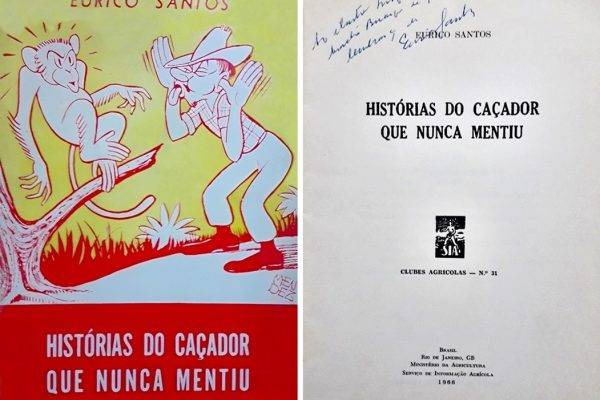 EURICO SANTOS
HISTÓRIAS DO CAÇADOR
QUE NUNCA MENTIU
EURICO SANTOS
HISTÓRIAS DO CAÇADOR
QUE NUNCA MENTIU
SIA
CLUBES AGRÍCOLAS — N.º 31
BRASIL
RIO DE JANEIRO, GB
MINISTÉRIO DA AGRICULTURA
SERVIÇO DE INFORMAÇÃO AGRÍCOLA
1966